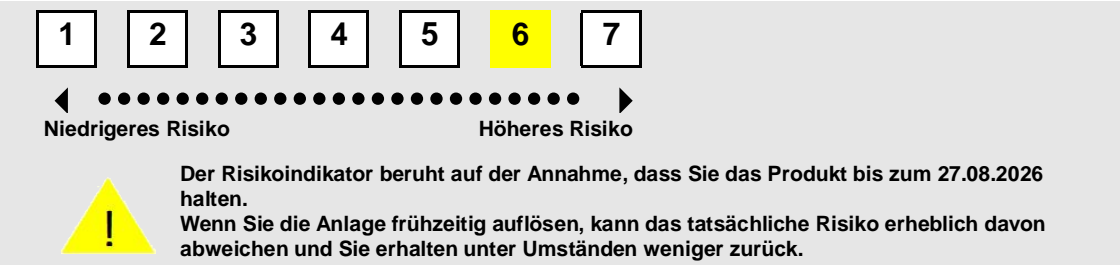 1 2 3 4 5 6 7
Niedrigeres Risiko Höheres Risiko
Der Risikoindikator beruht auf der Annahme, dass Sie das Produkt bis zum 27.08.2026
halten.
Wenn Sie die Anlage frühzeitig auflösen, kann das tatsächliche Risiko erheblich davon
abweichen und Sie erhalten unter Umständen weniger zurück.
!